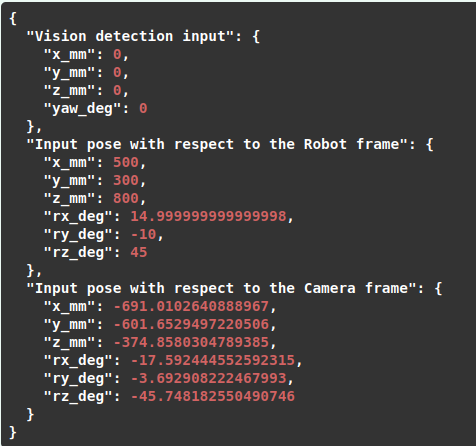 {
  "Vision detection input": {
    "x_mm": 0,
    "y_mm": 0,
    "z_mm": 0,
    "yaw_deg": 0
  },
  "Input pose with respect to the Robot frame": {
    "x_mm": 500,
    "y_mm": 300,
    "z_mm": 800,
    "rx_deg": 14.999999999999998,
    "ry_deg": -10,
    "rz_deg": 45
  },
  "Input pose with respect to the Camera frame": {
    "x_mm": -691.0102640888967,
    "y_mm": -601.6529497220506,
    "z_mm": -374.8580304789385,
    "rx_deg": -17.592444552592315,
    "ry_deg": -3.692908222467993,
    "rz_deg": -45.748182550490746
  }
}